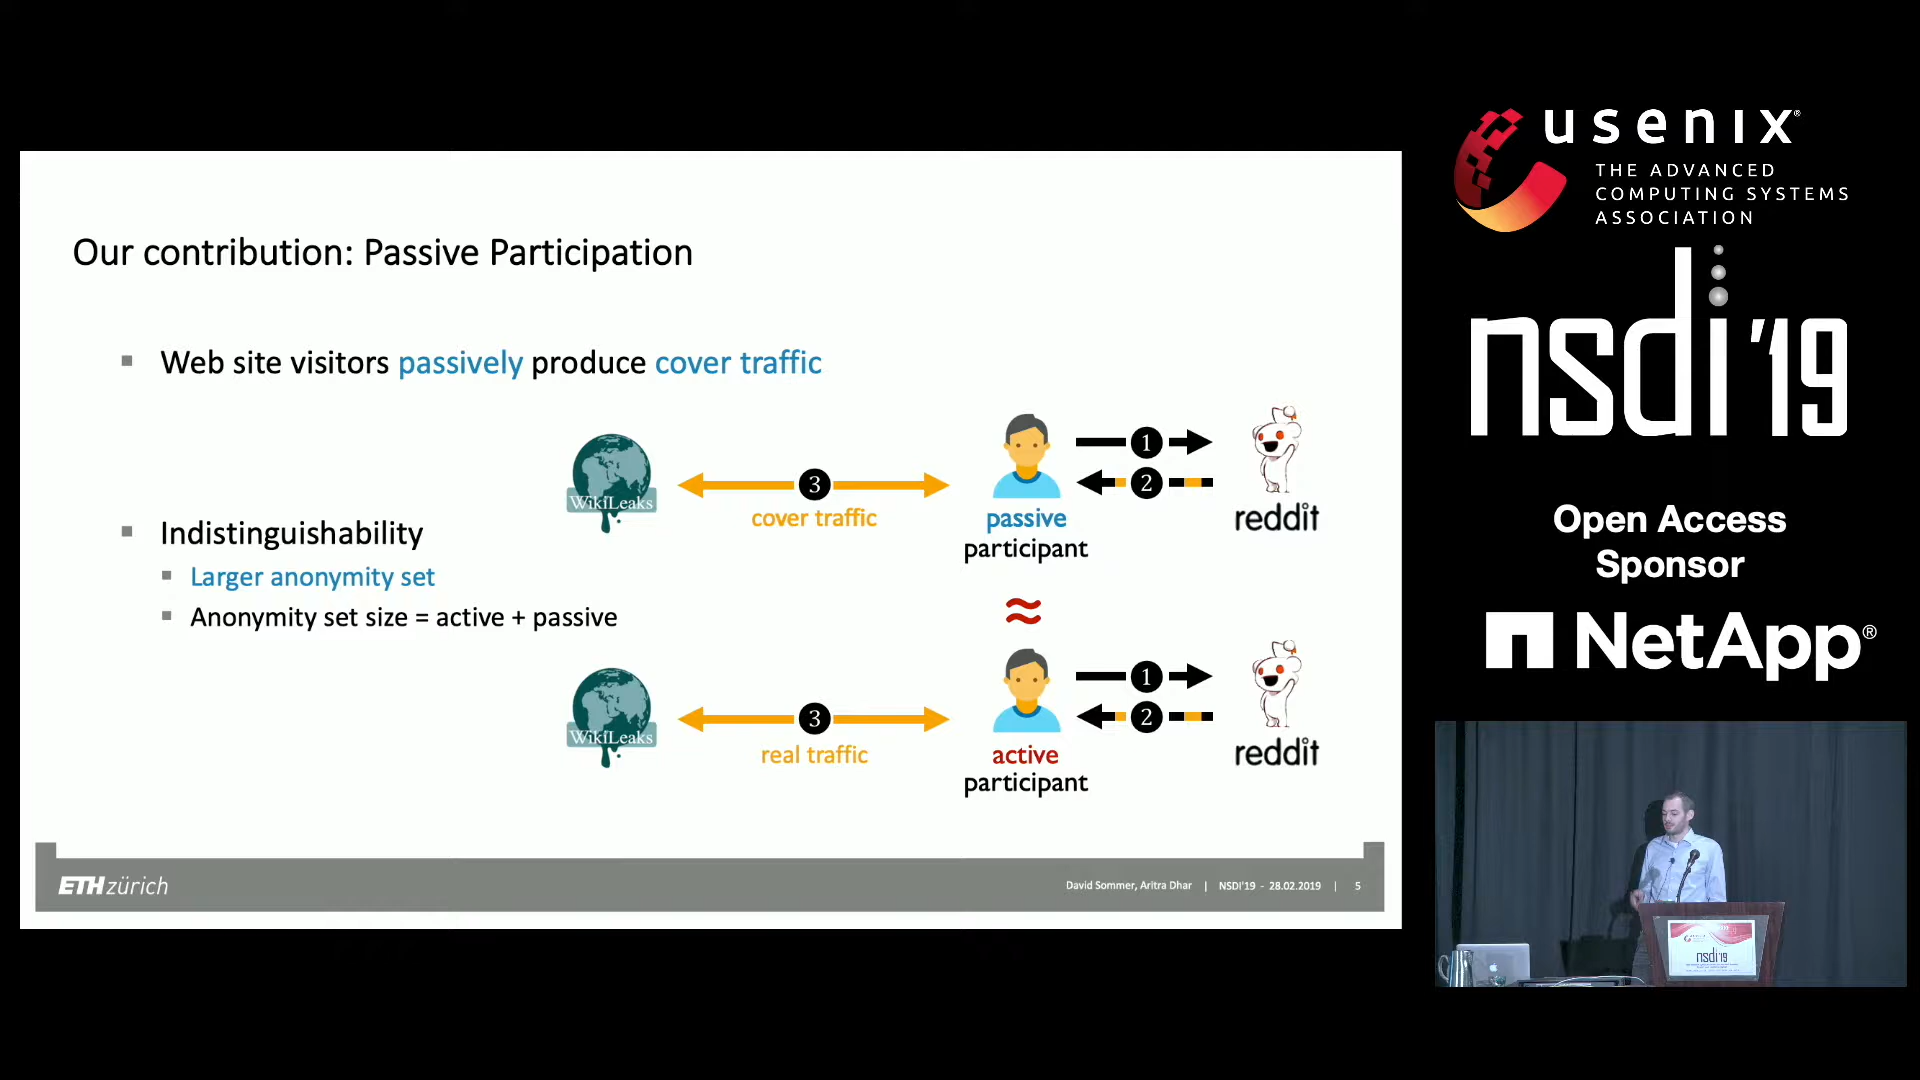 Our contribution: Passive Participation
Web site visitors passively produce cover traffic
WikiLeaks
3
cover traffic
passive
participant
1
2
reddit
Indistinguishability
Larger anonymity set
Anonymity set size = active + passive
≈
WikiLeaks
3
real traffic
active
participant
1
2
reddit
ETH zürich
David Sommer, Aritra Dhar | NSDI'19 - 28.02.2019 | 5
usenix®
THE ADVANCED
COMPUTING SYSTEMS
ASSOCIATION
nsdi '19
Open Access
Sponsor
NetApp®
nsdi'19